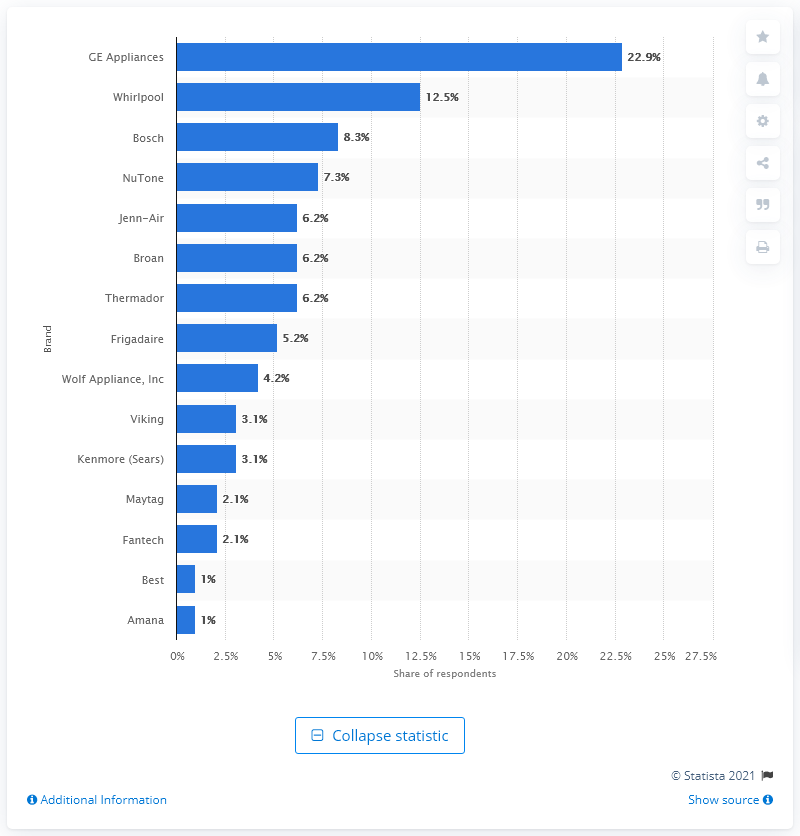 GE Appliances 22.9%
Whirlpool 12.5%
Bosch 8.3%
NuTone 7.3%
Jenn-Air 6.2%
Broan 6.2%
Thermador 6.2%
Brand
Frigadaire 5.2%
Wolf Appliance, Inc 4.2%
Viking 3.1%
Kenmore (Sears) 3.1%
Maytag 2.1%
Fantech 2.1%
Best 1%
Amana 1%
0% 2.5% 5% 7.5% 10% 12.5% 15% 17.5% 20% 22.5% 25% 27.5%
Share of respondents
Collapse statistic
© Statista 2021
Additional Information Show source